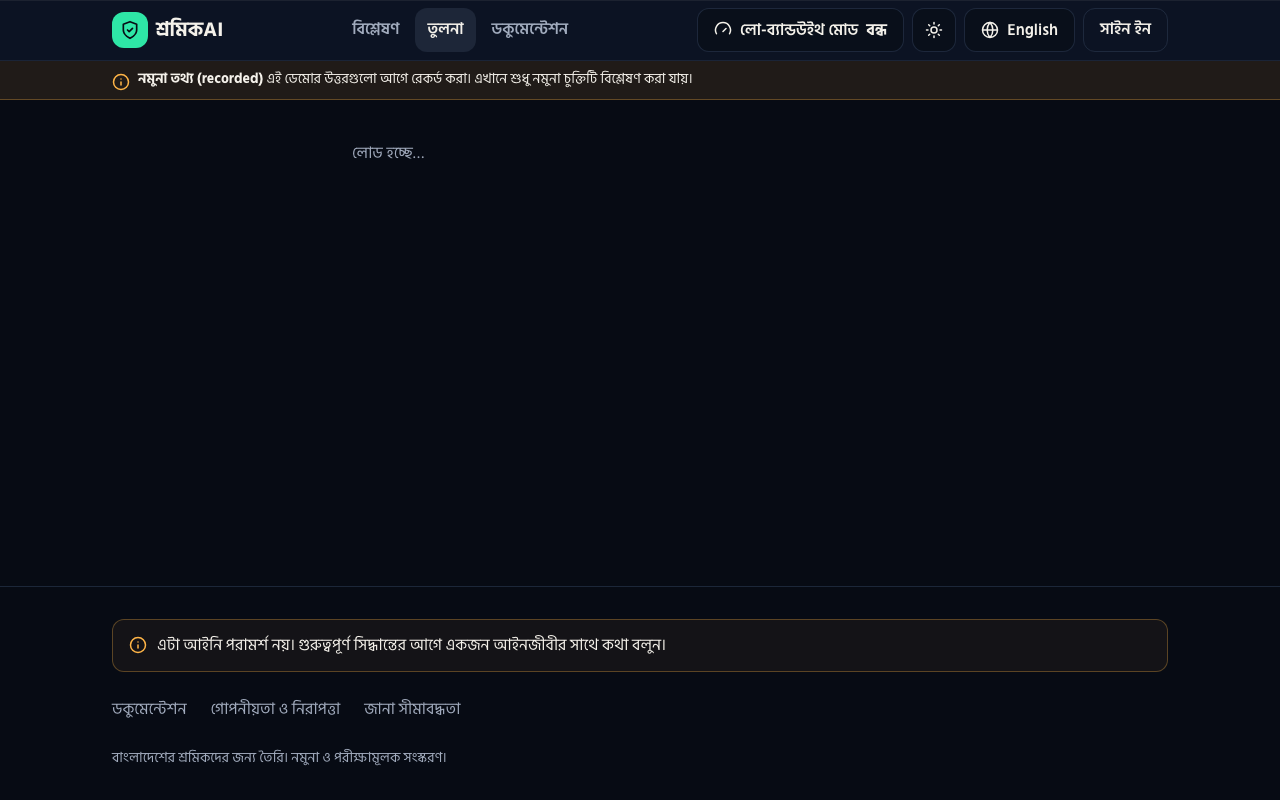 শ্রমিকAI
বিশ্লেষণ
তুলনা
ডকুমেন্টেশন
লো-ব্যান্ডউইথ মোড বন্ধ
English
সাইন ইন
নমুনা তথ্য (recorded) এই ডেমোর উত্তরগুলো আগে রেকর্ড করা। এখানে শুধু নমুনা চুক্তিটি বিশ্লেষণ করা যায়।
লোড হচ্ছে...
এটা আইনি পরামর্শ নয়। গুরুত্বপূর্ণ সিদ্ধান্তের আগে একজন আইনজীবীর সাথে কথা বলুন।
ডকুমেন্টেশন
গোপনীয়তা ও নিরাপত্তা
জানা সীমাবদ্ধতা
বাংলাদেশের শ্রমিকদের জন্য তৈরি। নমুনা ও পরীক্ষামূলক সংস্করণ।